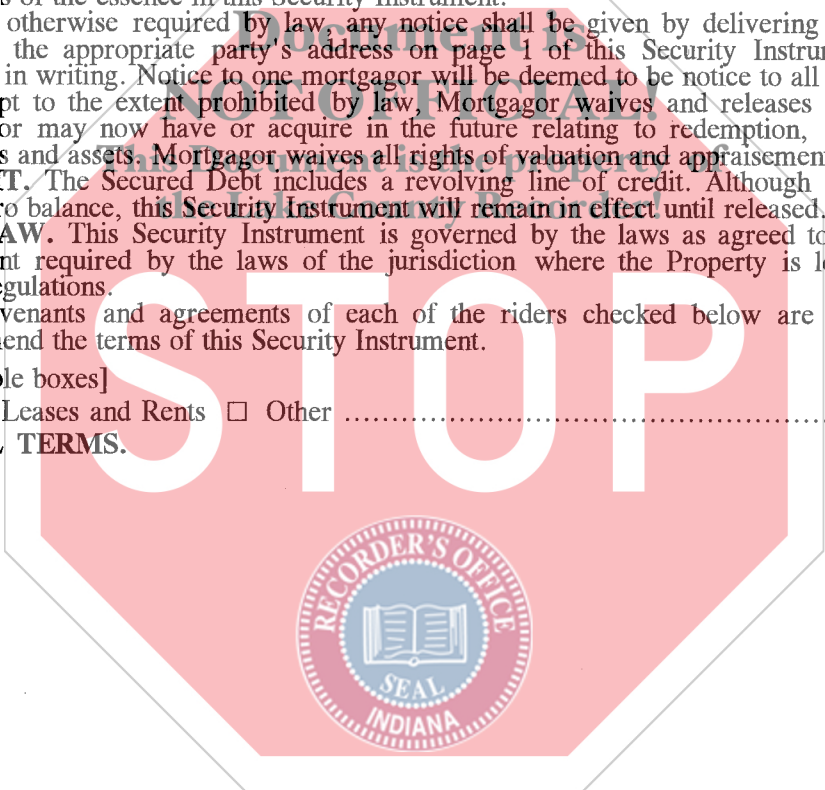 s of the essence in this Security Instrument.
otherwise required by law, any notice shall be given by delivering
the appropriate party's address on page 1 of this Security Instru
in writing. Notice to one mortgagor will be deemed to be notice to all
pt to the extent prohibited by law, Mortgagor waives and releases
or may now have or acquire in the future relating to redemption,
s and assets. Mortgagor waives all rights of valuation and appraisement
T. The Secured Debt includes a revolving line of credit. Although
ro balance, this Security Instrument will remain in effect until released.
AW. This Security Instrument is governed by the laws as agreed to
nt required by the laws of the jurisdiction where the Property is l
egulations.
venants and agreements of each of the riders checked below are
end the terms of this Security Instrument.
le boxes]
Leases and Rents ☐ Other ..........................................................
TERMS.
Document is
NOT OFFICIAL!
This Document is the property of
the Lake County Recorder!
STOP
RECORDER'S OFFICE
SEAL
INDIANA